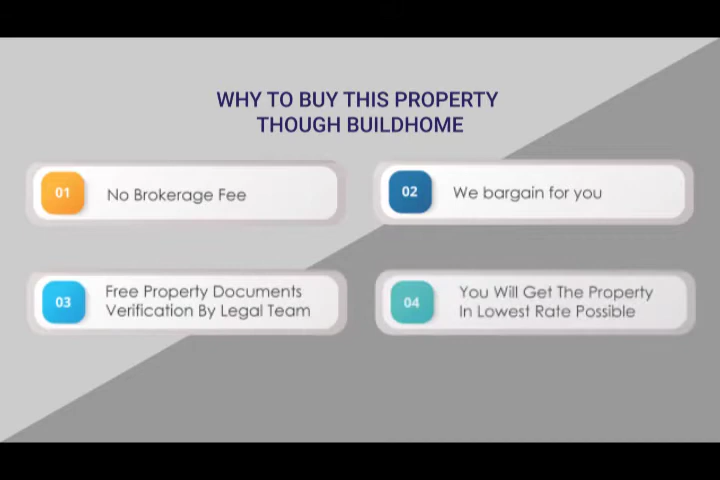 WHY TO BUY THIS PROPERTY
THOUGH BUILDHOME
01
No Brokerage Fee
02
We bargain for you
03
Free Property Documents
Verification By Legal Team
04
You Will Get The Property
In Lowest Rate Possible